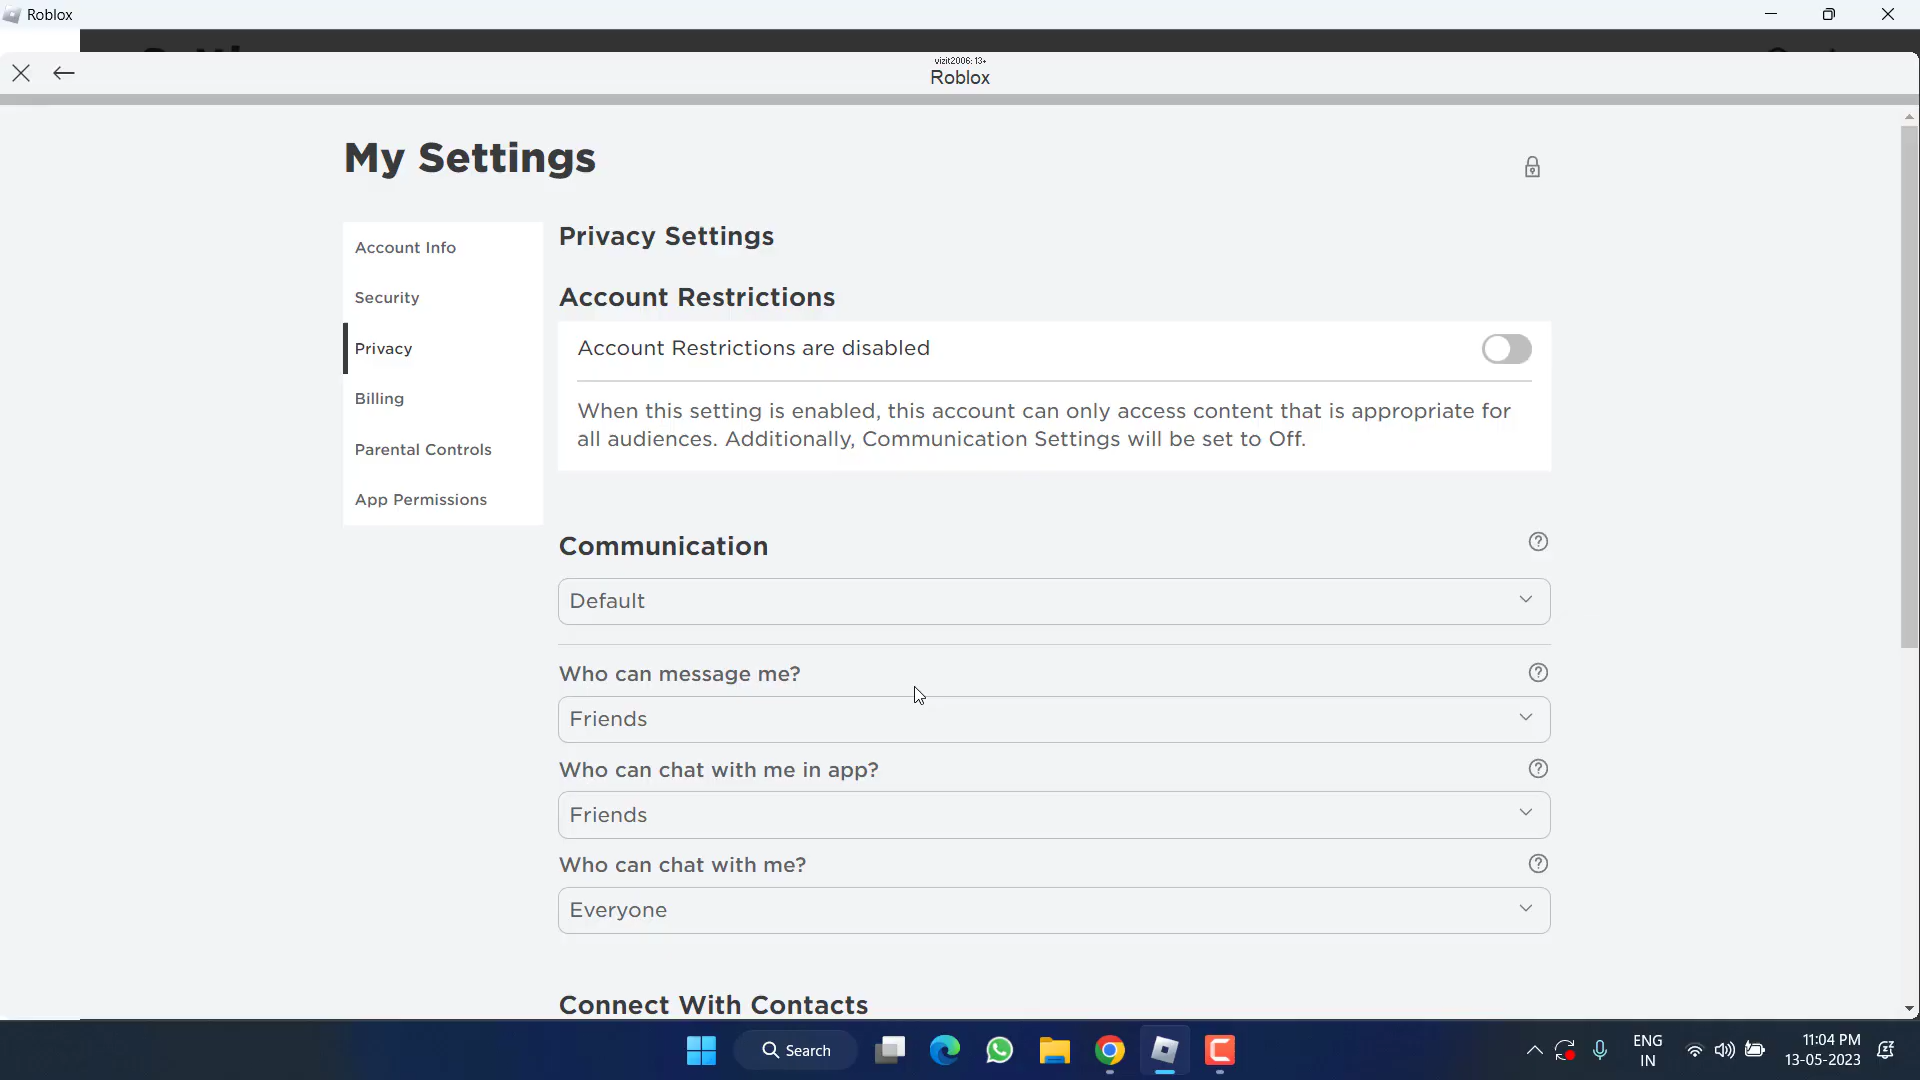 Roblox
vizit2006: 13+
Roblox
My Settings
Account Info
Security
Privacy
Billing
Parental Controls
App Permissions
Privacy Settings
Account Restrictions
Account Restrictions are disabled
When this setting is enabled, this account can only access content that is appropriate for
all audiences. Additionally, Communication Settings will be set to Off.
Communication
Default
Who can message me?
Friends
Who can chat with me in app?
Friends
Who can chat with me?
Everyone
Connect With Contacts
Search
ENG
IN
11:04 PM
13-05-2023